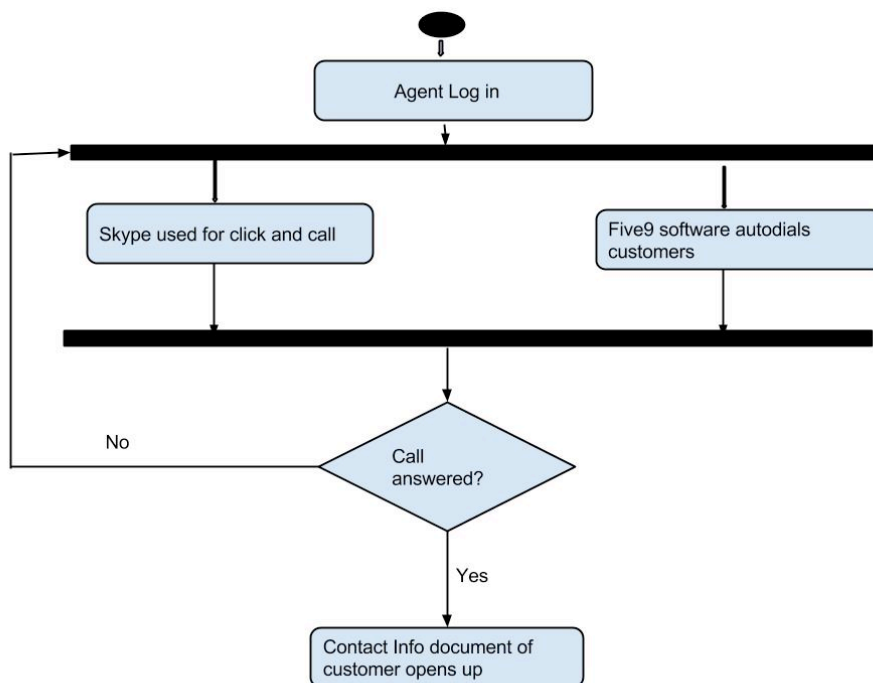 Agent Log in
Skype used for click and call
Five9 software autodials
customers
No
Call
answered?
Yes
Contact Info document of
customer opens up